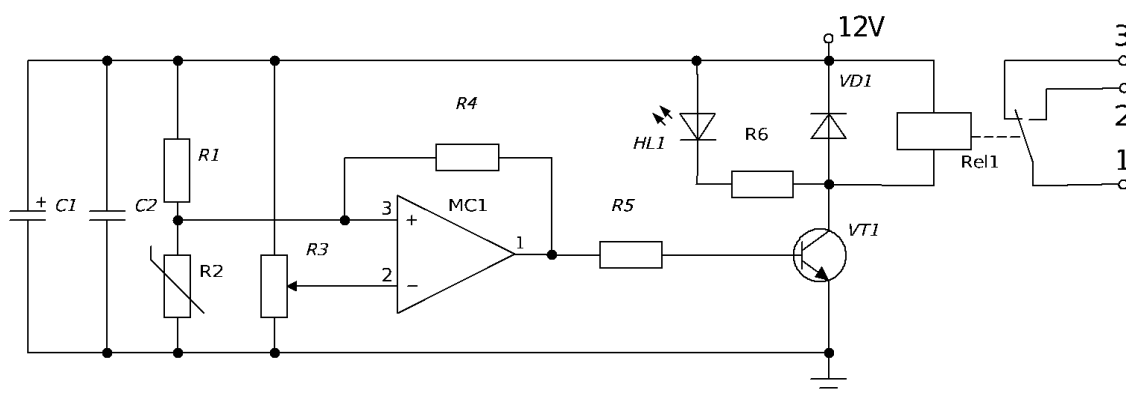 12V
3
VD1
R4
2
HL1
R6
Rel1
R1
1
+ C1
C2
3
+
MC1
R5
VT1
R3
1
R2
2
−